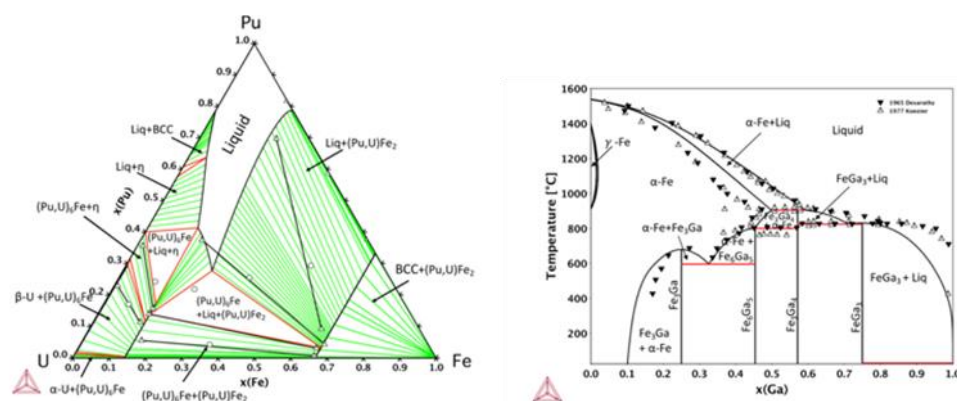 Pu
1.0
0.9
0.8
0.7
0.6
0.5
0.4
0.3
0.2
0.1
0.0
x(Pu)
Liq+BCC
Liquid
Liq+η
Liq+(Pu,U)Fe2
(Pu,U)6Fe+η
(Pu,U)6Fe
+Liq+η
BCC+(Pu,U)Fe2
β-U +(Pu,U)6Fe
(Pu,U)6Fe
+Liq+(Pu,U)Fe2
U
Fe
0.0 0.1 0.2 0.3 0.4 0.5 0.6 0.7 0.8 0.9 1.0
α-U+(Pu,U)6Fe
x(Fe)
(Pu,U)6Fe+(Pu,U)Fe2
Temperature [°C]
1600
1400
1200
1000
800
600
400
200
γ -Fe
α-Fe
α-Fe+Liq
Liquid
FeGa3+Liq
α-Fe+Fe3Ga
Fe6Ga5
Fe3Ga
Fe6Ga5
Fe3Ga4
FeGa3
FeGa3 + Liq
Fe3Ga
+ α-Fe
0.0 0.1 0.2 0.3 0.4 0.5 0.6 0.7 0.8 0.9 1.0
x(Ga)